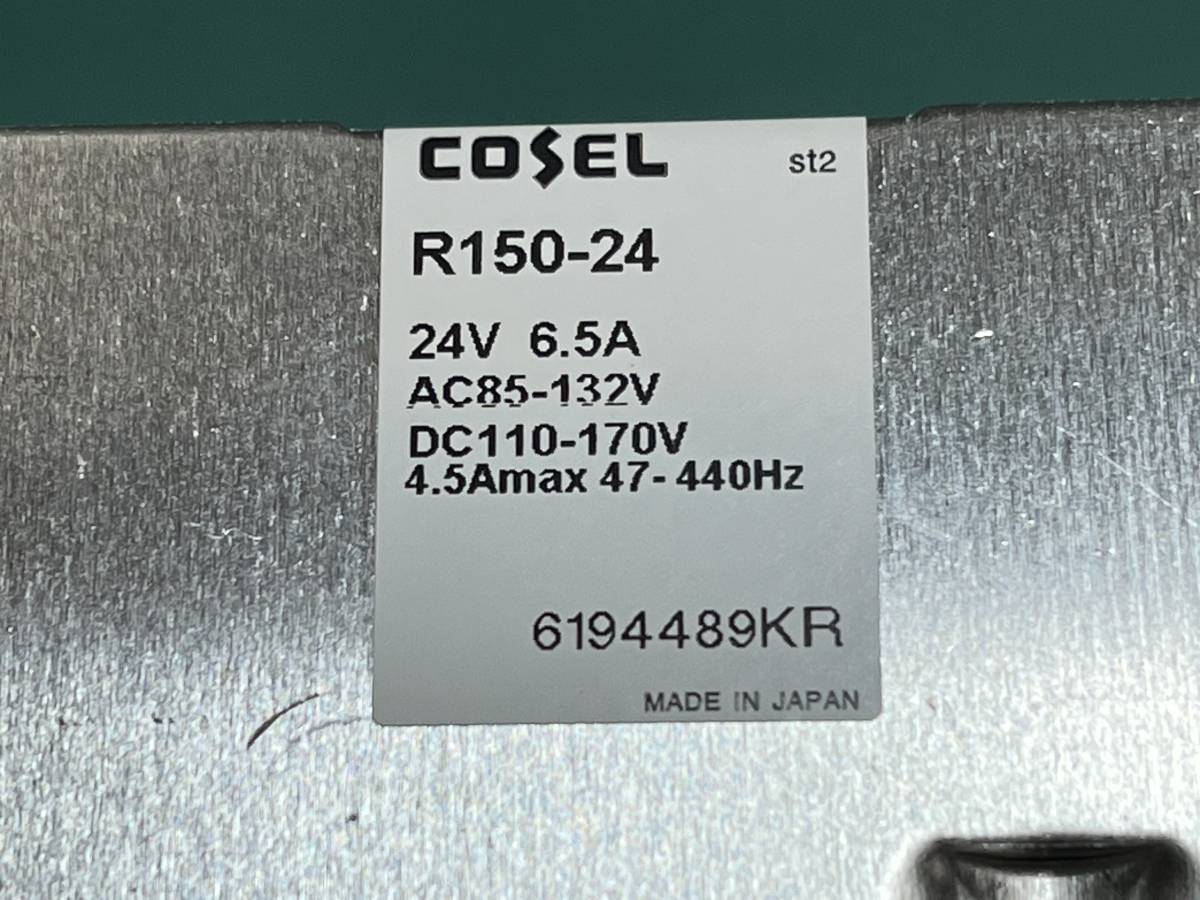 COSEL st2
R150-24
24V 6.5A
AC85-132V
DC110-170V
4.5Amax 47-440Hz
6194489KR
MADE IN JAPAN